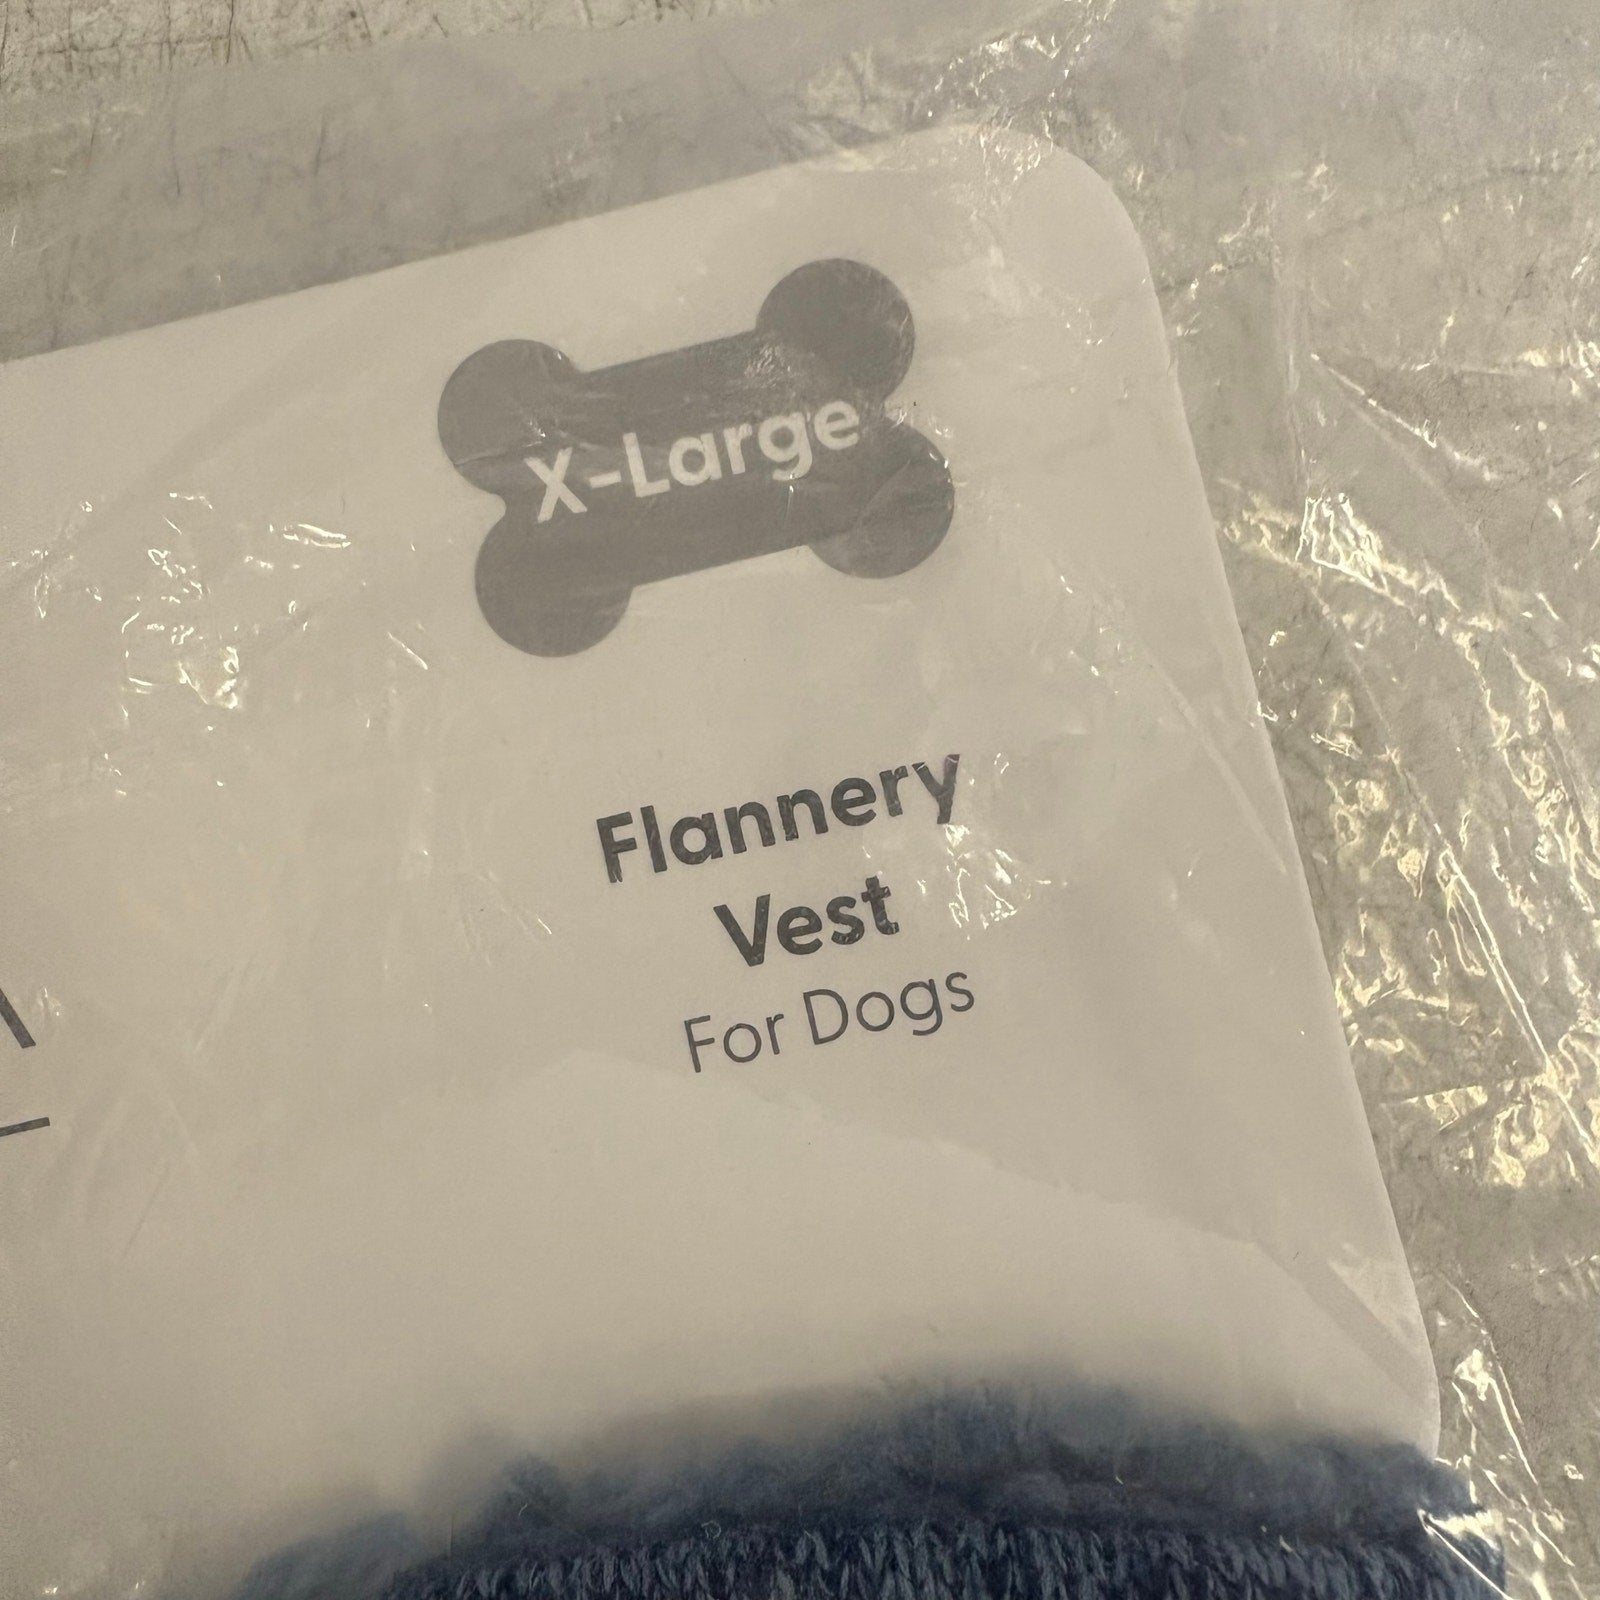 X-Large
Flannery
Vest
For Dogs